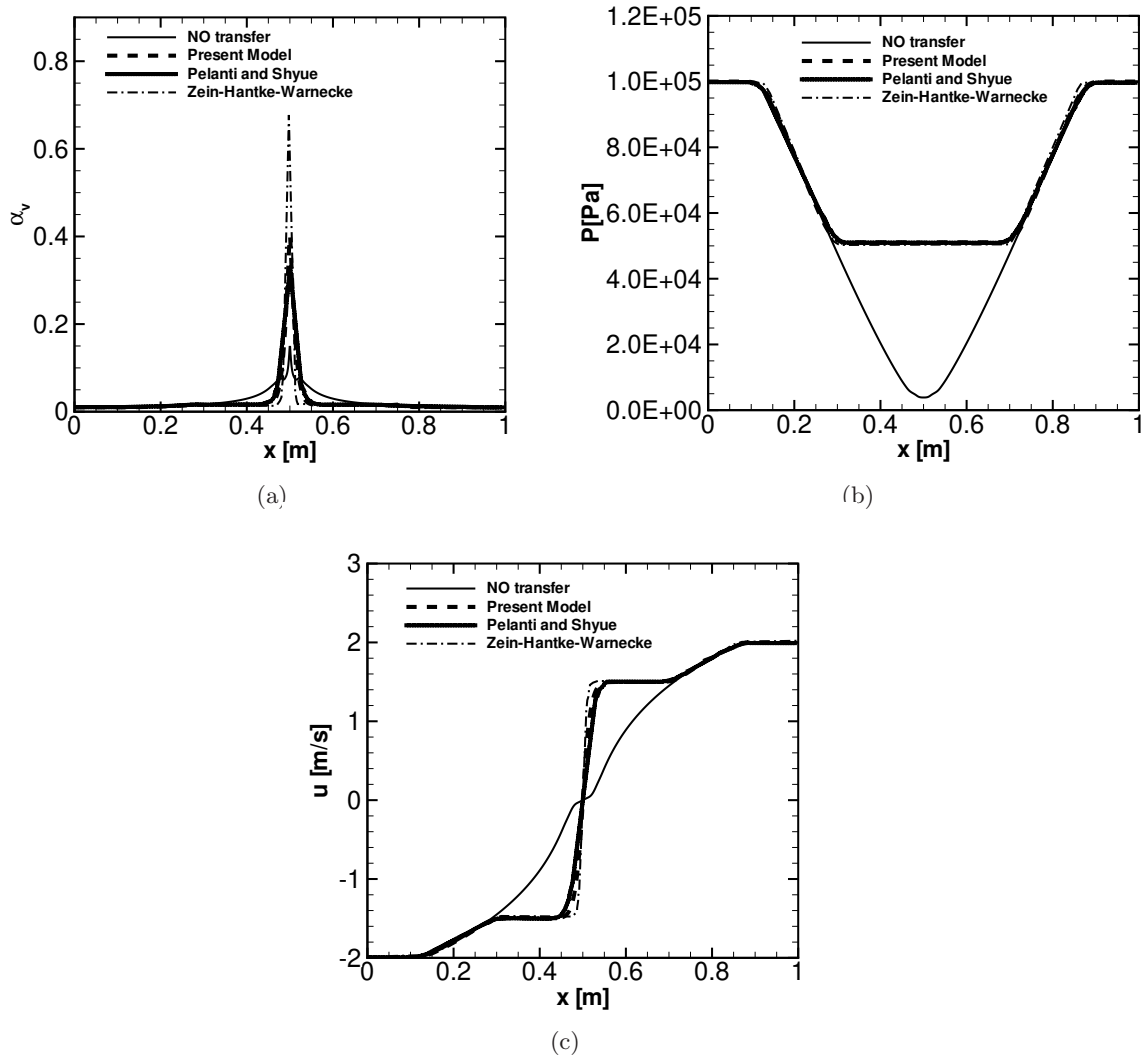 NO transfer
Present Model
Pelanti and Shyue
Zein-Hantke-Warnecke
0.8
0.6
0.4
0.2
0
αv
0
0.2
0.4
0.6
0.8
1
x [m]
(a)
NO transfer
Present Model
Pelanti and Shyue
Zein-Hantke-Warnecke
1.2E+05
1.0E+05
8.0E+04
6.0E+04
4.0E+04
2.0E+04
0.0E+00
P[Pa]
0
0.2
0.4
0.6
0.8
1
x [m]
(b)
NO transfer
Present Model
Pelanti and Shyue
Zein-Hantke-Warnecke
3
2
1
0
-1
-2
u [m/s]
0
0.2
0.4
0.6
0.8
1
x [m]
(c)